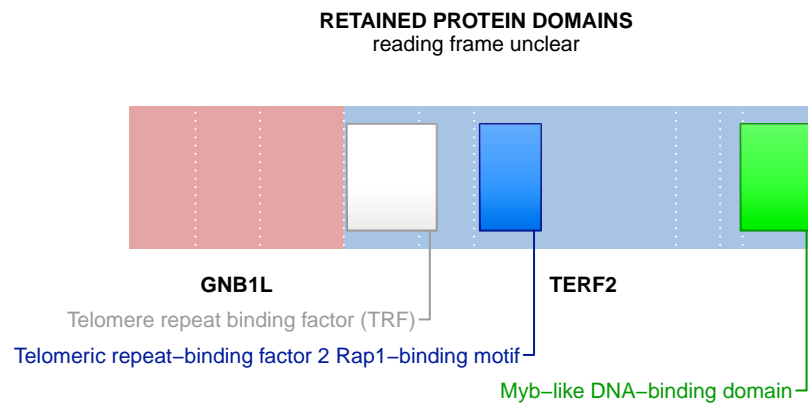 RETAINED PROTEIN DOMAINS
reading frame unclear
GNB1L TERF2
Telomere repeat binding factor (TRF)
Telomeric repeat−binding factor 2 Rap1−binding motif
Myb−like DNA−binding domain